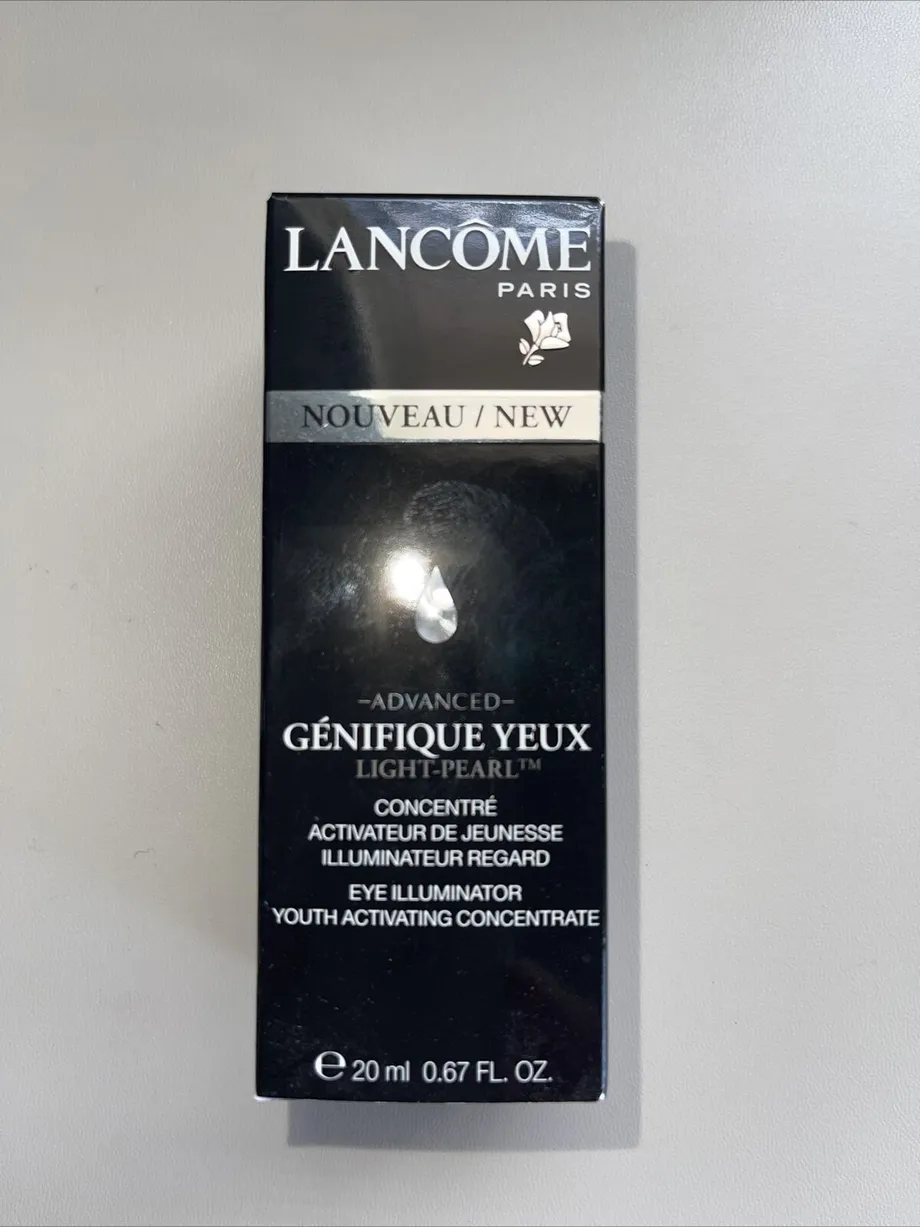 LANCÔME
PARIS
NOUVEAU / NEW
–ADVANCED–
GÉNIFIQUE YEUX
LIGHT-PEARL™
CONCENTRÉ
ACTIVATEUR DE JEUNESSE
ILLUMINATEUR REGARD
EYE ILLUMINATOR
YOUTH ACTIVATING CONCENTRATE
℮ 20 ml 0.67 FL. OZ.